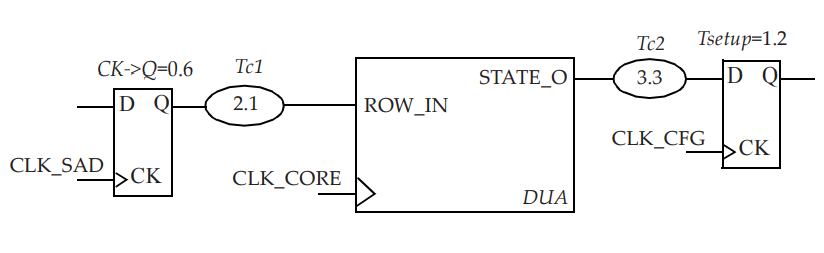 CK->Q=0.6
Tc1
Tc2
Tsetup=1.2
D Q
2.1
STATE_O
3.3
D Q
ROW_IN
CLK_SAD
CK
CLK_CORE
CLK_CFG
CK
DUA